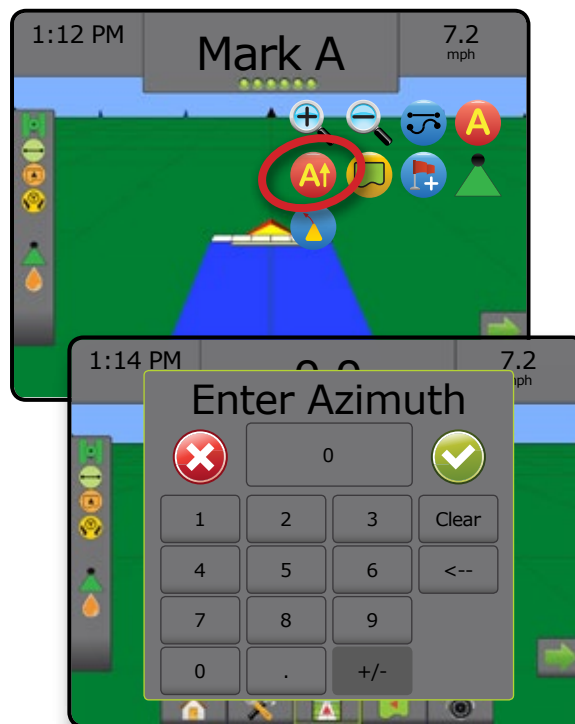 1:12 PM
Mark A
7.2
mph
A
A
1:14 PM
7.2
Enter Azimuth
0
1 2 3 Clear
4 5 6 <--
7 8 9
0 . +/-